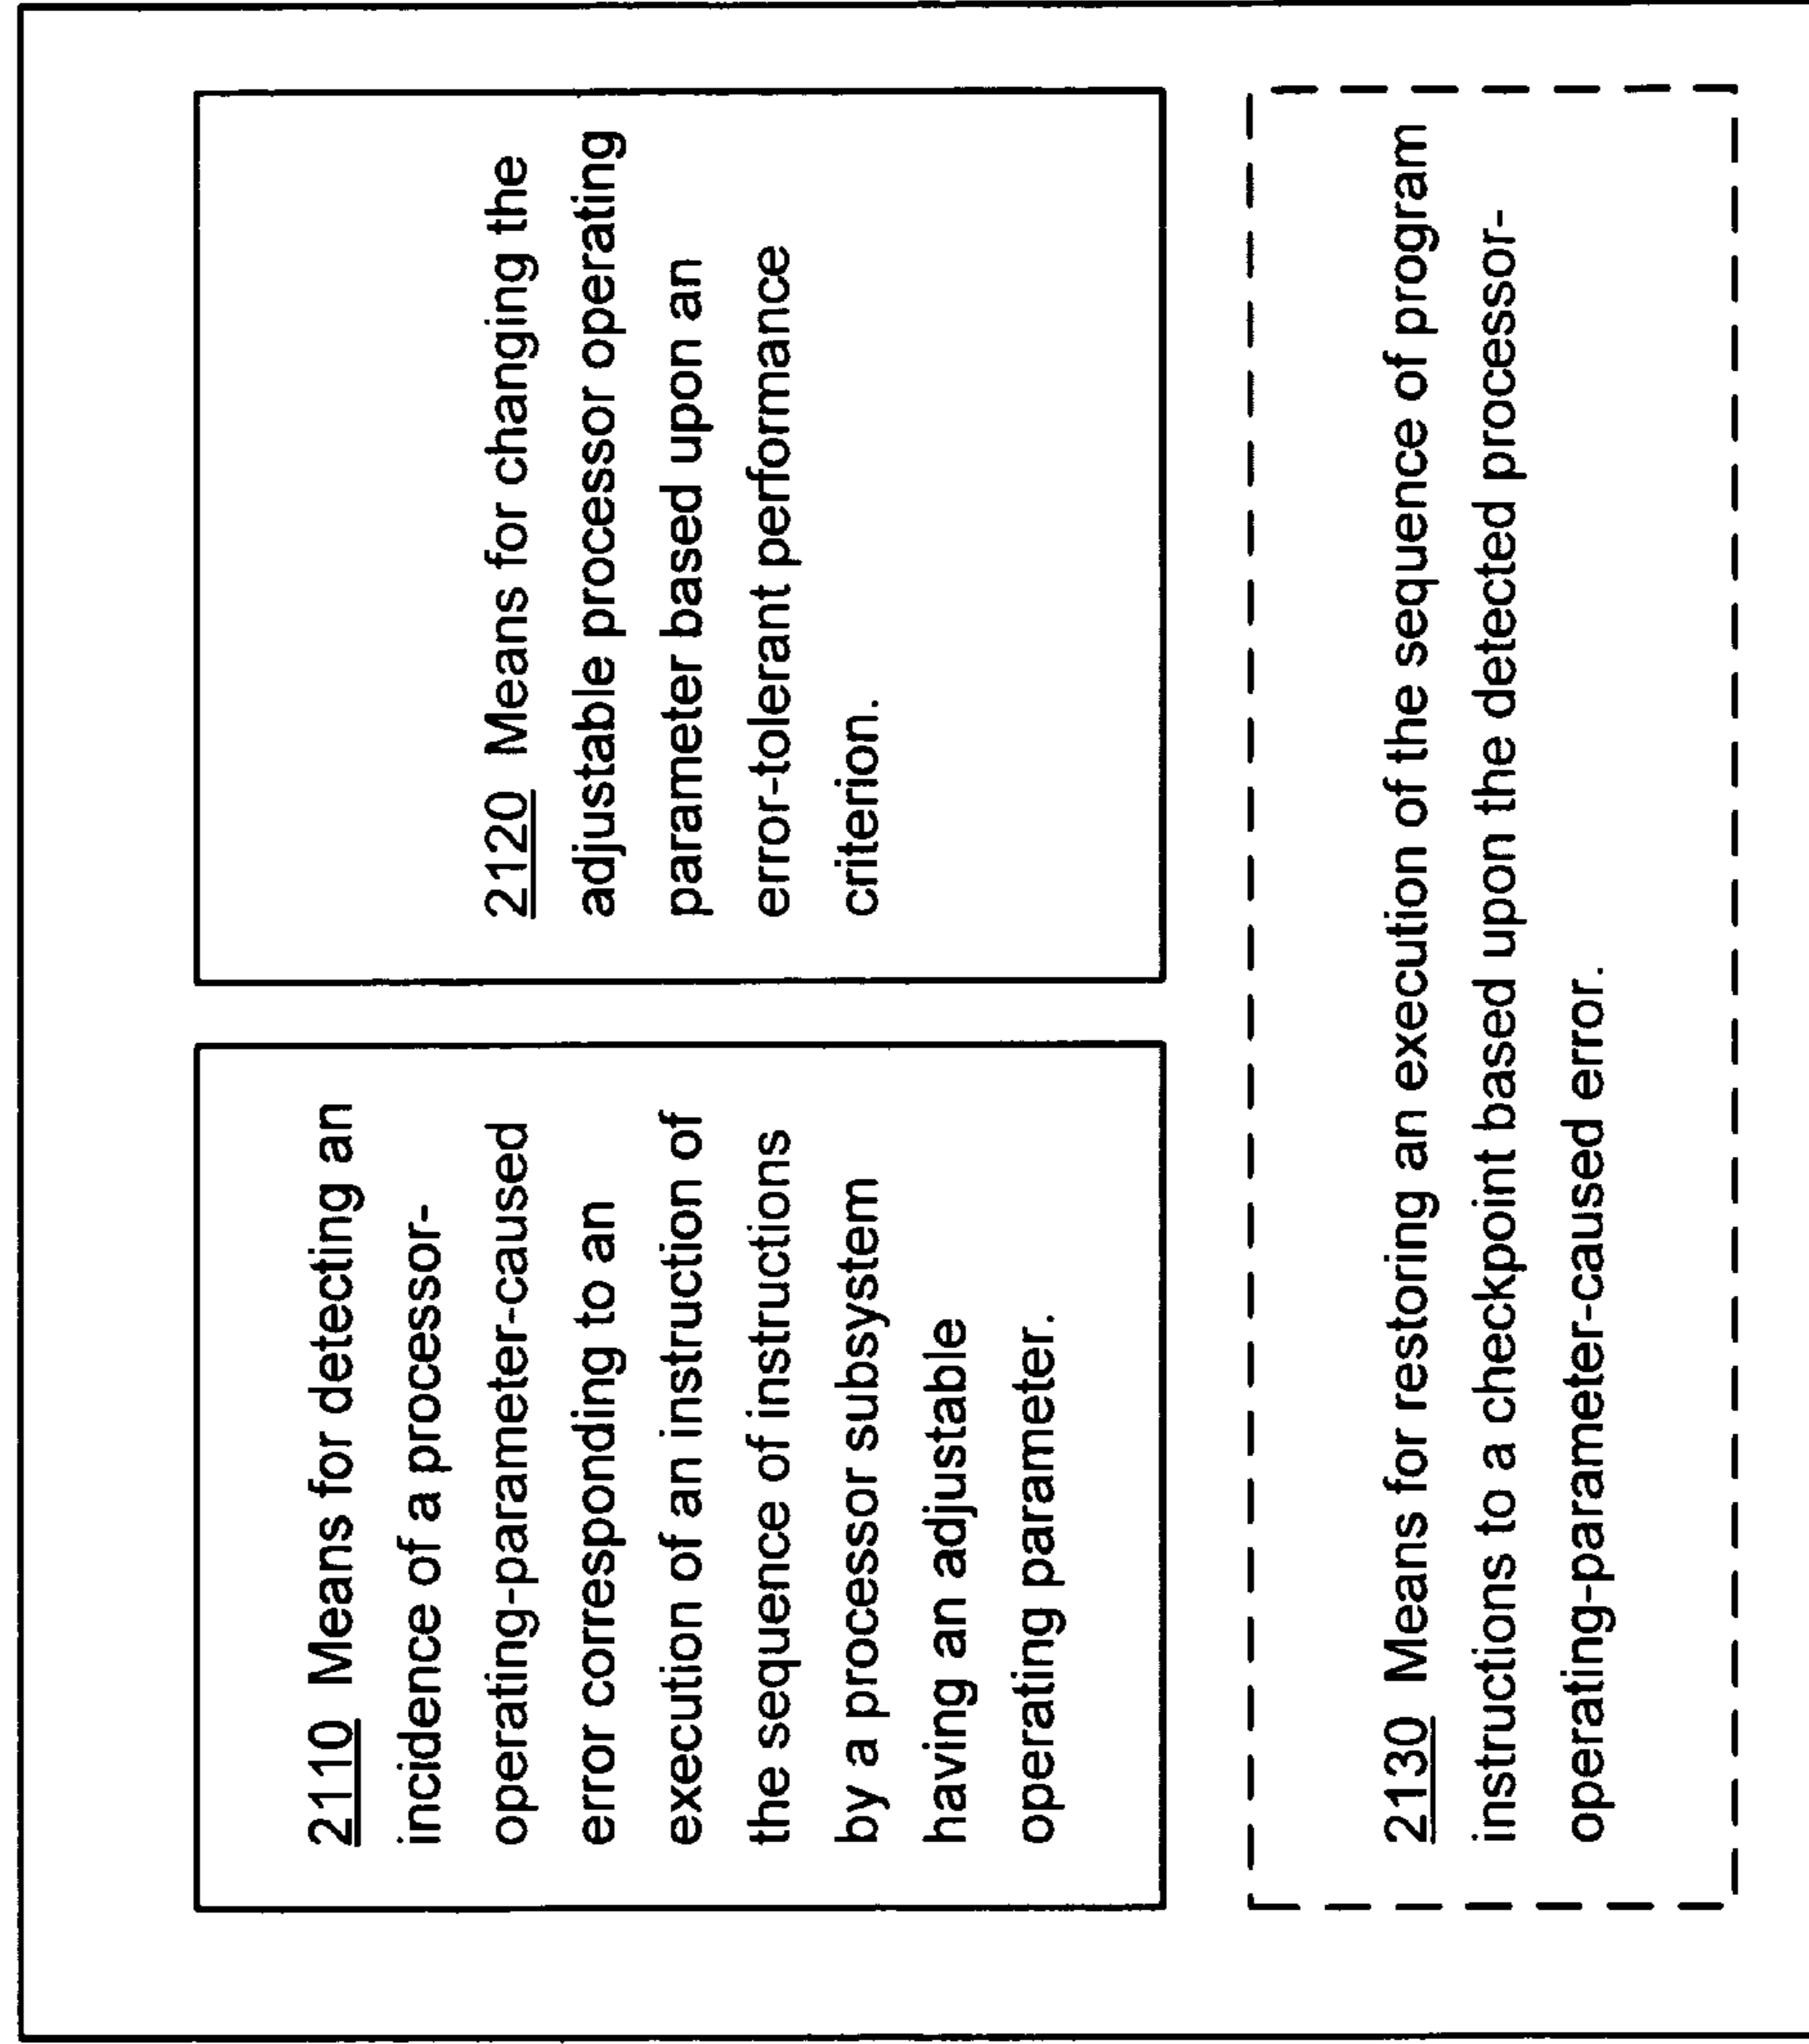 2110 Means for detecting an
incidence of a processor-
operating-parameter-caused
error corresponding to an
execution of an instruction of
the sequence of instructions
by a processor subsystem
having an adjustable
operating parameter.
2120 Means for changing the
adjustable processor operating
parameter based upon an
error-tolerant performance
criterion.
2130 Means for restoring an execution of the sequence of program
instructions to a checkpoint based upon the detected processor-
operating-parameter-caused error.